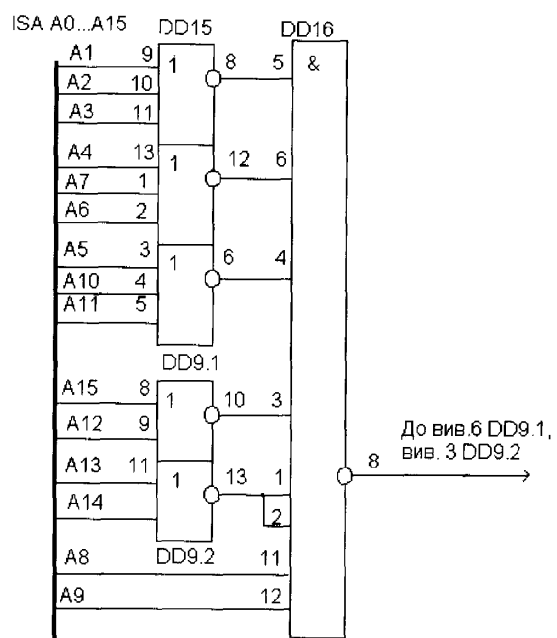 ISA A0...A15 DD15 DD16
A1 9 1 8 5 &
A2 10
A3 11
A4 13 1 12 6
A7 1
A6 2
A5 3 1 6 4
A10 4
A11 5
DD9.1
A15 8 1 10 3
A12 9
До вив.6 DD9.1,
вив. 3 DD9.2
A13 11 1 13 1 8
A14 2
DD9.2
A8 11
A9 12